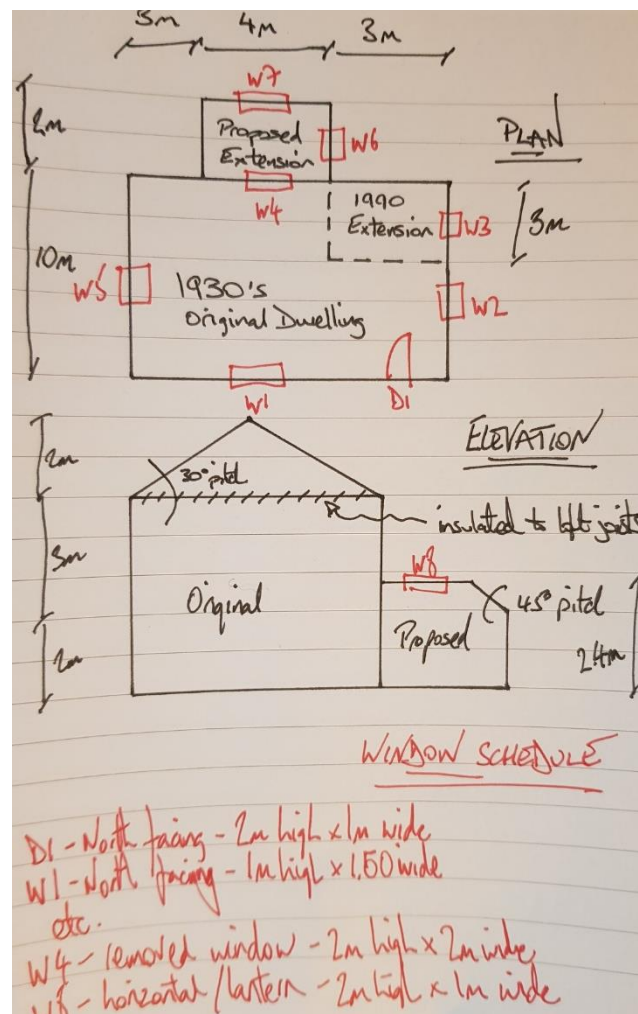 3m 4m 3m
W7
2m
Proposed
Extension
W6
PLAN
W4
1990
Extension
W3
3m
10m
W5
1930's
Original Dwelling
W2
W1
D1
ELEVATION
2m
30° pitch
insulated to loft joists
3m
W8
Original
45° pitch
Proposed
2m
2.4m
WINDOW SCHEDULE
D1 - North facing - 2m high x 1m wide
W1 - North facing - 1m high x 1.50 wide
etc.
W4 - removed window - 2m high x 2m wide
W8 - horizontal / lantern - 2m high x 1m wide